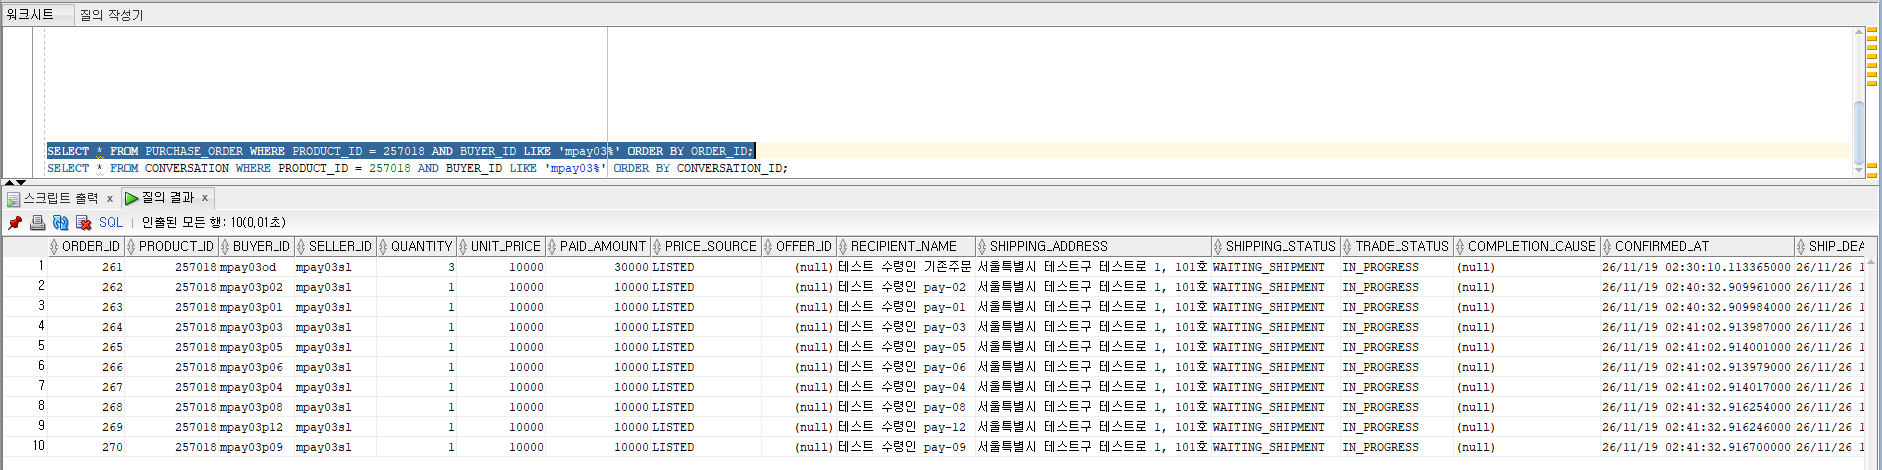 워크시트 질의 작성기
SELECT * FROM PURCHASE_ORDER WHERE PRODUCT_ID = 257018 AND BUYER_ID LIKE 'mpay03%' ORDER BY ORDER_ID;
SELECT * FROM CONVERSATION WHERE PRODUCT_ID = 257018 AND BUYER_ID LIKE 'mpay03%' ORDER BY CONVERSATION_ID;
스크립트 출력 x 질의 결과 x
SQL | 인출된 모든 행: 10(0.01초)
ORDER_ID PRODUCT_ID BUYER_ID SELLER_ID QUANTITY UNIT_PRICE PAID_AMOUNT PRICE_SOURCE OFFER_ID RECIPIENT_NAME SHIPPING_ADDRESS SHIPPING_STATUS TRADE_STATUS COMPLETION_CAUSE CONFIRMED_AT SHIP_DEA
1 261 257018 mpay03od mpay03sl 3 10000 30000 LISTED (null) 테스트 수령인 기존주문 서울특별시 테스트구 테스트로 1, 101호 WAITING_SHIPMENT IN_PROGRESS (null) 26/11/19 02:30:10.113365000 26/11/26 1
2 262 257018 mpay03p02 mpay03sl 1 10000 10000 LISTED (null) 테스트 수령인 pay-02 서울특별시 테스트구 테스트로 1, 101호 WAITING_SHIPMENT IN_PROGRESS (null) 26/11/19 02:40:32.909961000 26/11/26 1
3 263 257018 mpay03p01 mpay03sl 1 10000 10000 LISTED (null) 테스트 수령인 pay-01 서울특별시 테스트구 테스트로 1, 101호 WAITING_SHIPMENT IN_PROGRESS (null) 26/11/19 02:40:32.909984000 26/11/26 1
4 264 257018 mpay03p03 mpay03sl 1 10000 10000 LISTED (null) 테스트 수령인 pay-03 서울특별시 테스트구 테스트로 1, 101호 WAITING_SHIPMENT IN_PROGRESS (null) 26/11/19 02:41:02.913987000 26/11/26 1
5 265 257018 mpay03p05 mpay03sl 1 10000 10000 LISTED (null) 테스트 수령인 pay-05 서울특별시 테스트구 테스트로 1, 101호 WAITING_SHIPMENT IN_PROGRESS (null) 26/11/19 02:41:02.914001000 26/11/26 1
6 266 257018 mpay03p06 mpay03sl 1 10000 10000 LISTED (null) 테스트 수령인 pay-06 서울특별시 테스트구 테스트로 1, 101호 WAITING_SHIPMENT IN_PROGRESS (null) 26/11/19 02:41:02.913979000 26/11/26 1
7 267 257018 mpay03p04 mpay03sl 1 10000 10000 LISTED (null) 테스트 수령인 pay-04 서울특별시 테스트구 테스트로 1, 101호 WAITING_SHIPMENT IN_PROGRESS (null) 26/11/19 02:41:02.914017000 26/11/26 1
8 268 257018 mpay03p08 mpay03sl 1 10000 10000 LISTED (null) 테스트 수령인 pay-08 서울특별시 테스트구 테스트로 1, 101호 WAITING_SHIPMENT IN_PROGRESS (null) 26/11/19 02:41:32.916254000 26/11/26 1
9 269 257018 mpay03p12 mpay03sl 1 10000 10000 LISTED (null) 테스트 수령인 pay-12 서울특별시 테스트구 테스트로 1, 101호 WAITING_SHIPMENT IN_PROGRESS (null) 26/11/19 02:41:32.916246000 26/11/26 1
10 270 257018 mpay03p09 mpay03sl 1 10000 10000 LISTED (null) 테스트 수령인 pay-09 서울특별시 테스트구 테스트로 1, 101호 WAITING_SHIPMENT IN_PROGRESS (null) 26/11/19 02:41:32.916700000 26/11/26 1